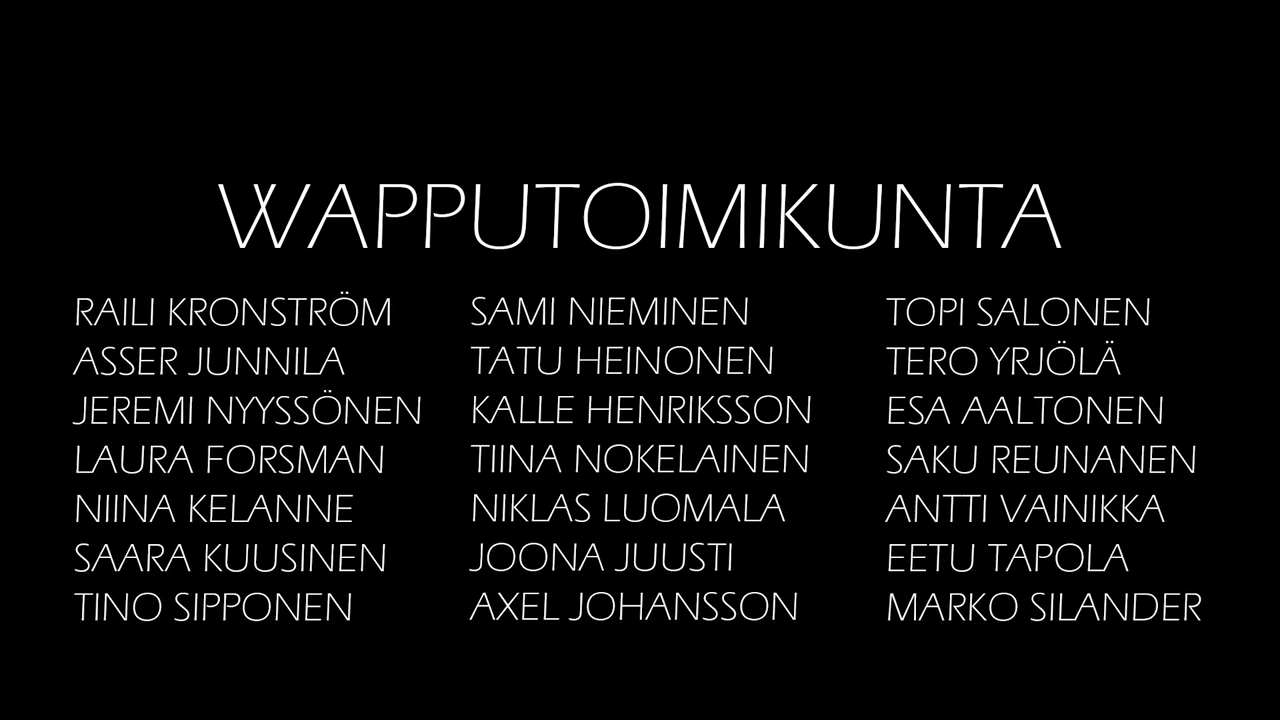 WAPPUTOIMIKUNTA
RAILI KRONSTRÖM
ASSER JUNNILA
JEREMI NYYSSÖNEN
LAURA FORSMAN
NIINA KELANNE
SAARA KUUSINEN
TINO SIPPONEN
SAMI NIEMINEN
TATU HEINONEN
KALLE HENRIKSSON
TIINA NOKELAINEN
NIKLAS LUOMALA
JOONA JUUSTI
AXEL JOHANSSON
TOPI SALONEN
TERO YRJÖLÄ
ESA AALTONEN
SAKU REUNANEN
ANTTI VAINIKKA
EETU TAPOLA
MARKO SILANDER